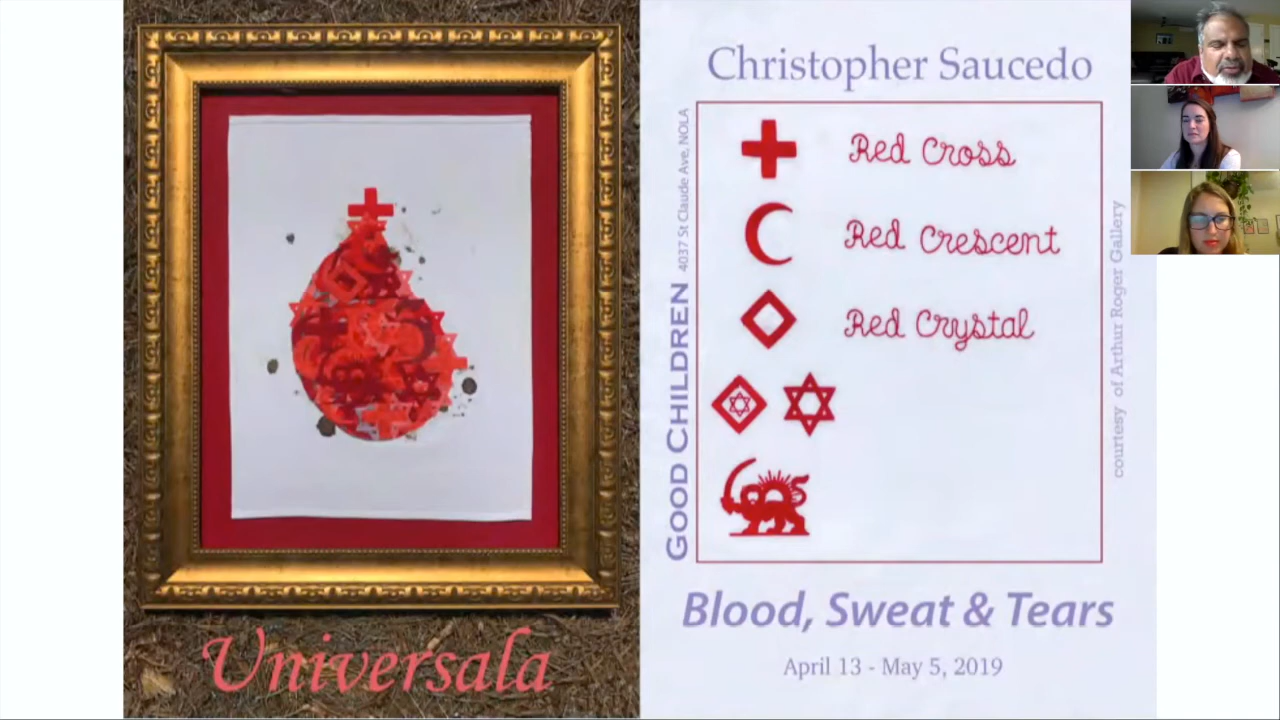 Universala
Christopher Saucedo
GOOD CHILDREN 4037 St Claude Ave, NOLA
Red Cross
Red Crescent
Red Crystal
courtesy of Arthur Roger Gallery
Blood, Sweat & Tears
April 13 - May 5, 2019